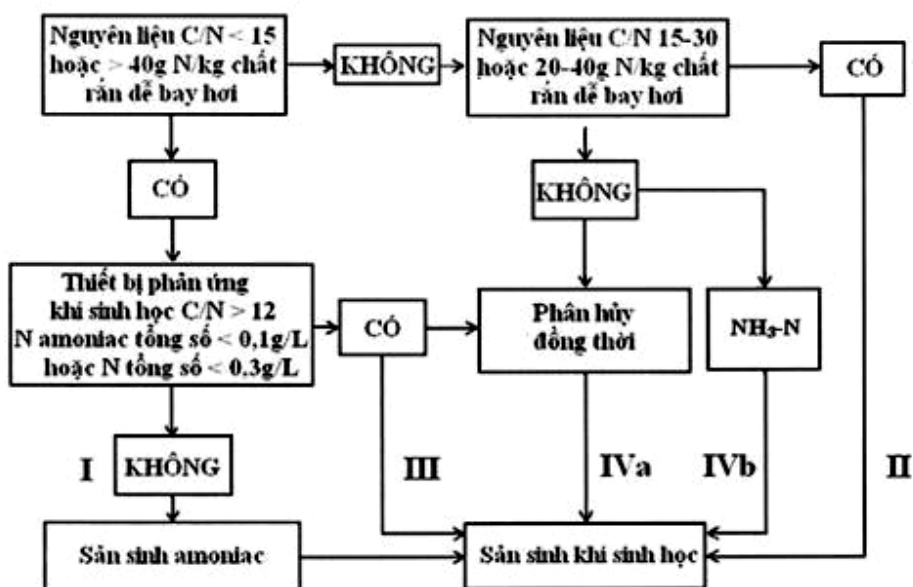 Nguyên liệu C/N < 15
hoặc > 40g N/kg chất
rắn dễ bay hơi
KHÔNG
Nguyên liệu C/N 15-30
hoặc 20-40g N/kg chất
rắn dễ bay hơi
CÓ
CÓ
KHÔNG
Thiết bị phản ứng
khí sinh học C/N > 12
N amoniac tổng số < 0,1g/L
hoặc N tổng số < 0.3g/L
CÓ
Phân hủy
đồng thời
NH₃-N
I
KHÔNG
III
IVa
IVb
II
Sản sinh amoniac
Sản sinh khí sinh học